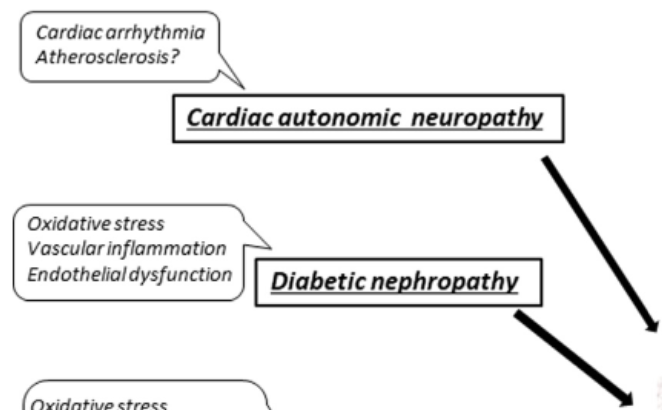 Cardiac arrhythmia
Atherosclerosis?
Cardiac autonomic neuropathy
Oxidative stress
Vascular inflammation
Endothelial dysfunction
Diabetic nephropathy
Oxidative stress